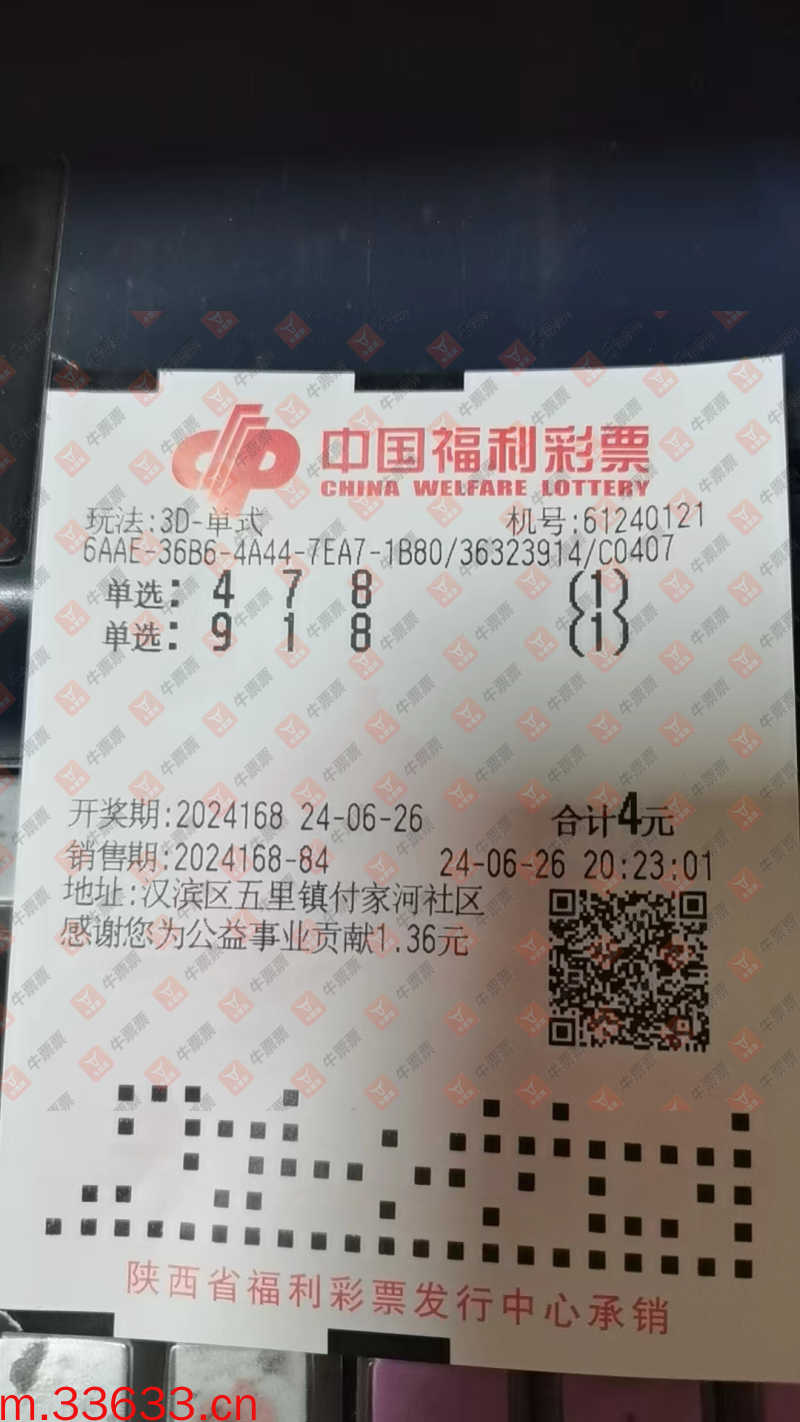 中国福利彩票
CHINA WELFARE LOTTERY
玩法:3D-单式 机号:61240121
6AAE-36B6-4A44-7EA7-1B80/36323914/C0407
单选: 4 7 8 (1)
单选: 9 1 8 (1)
开奖期:2024168 24-06-26 合计4元
销售期:2024168-84 24-06-26 20:23:01
地址:汉滨区五里镇付家河社区
感谢您为公益事业贡献1.36元
陕西省福利彩票发行中心承销
牛票票
m.33633.cn